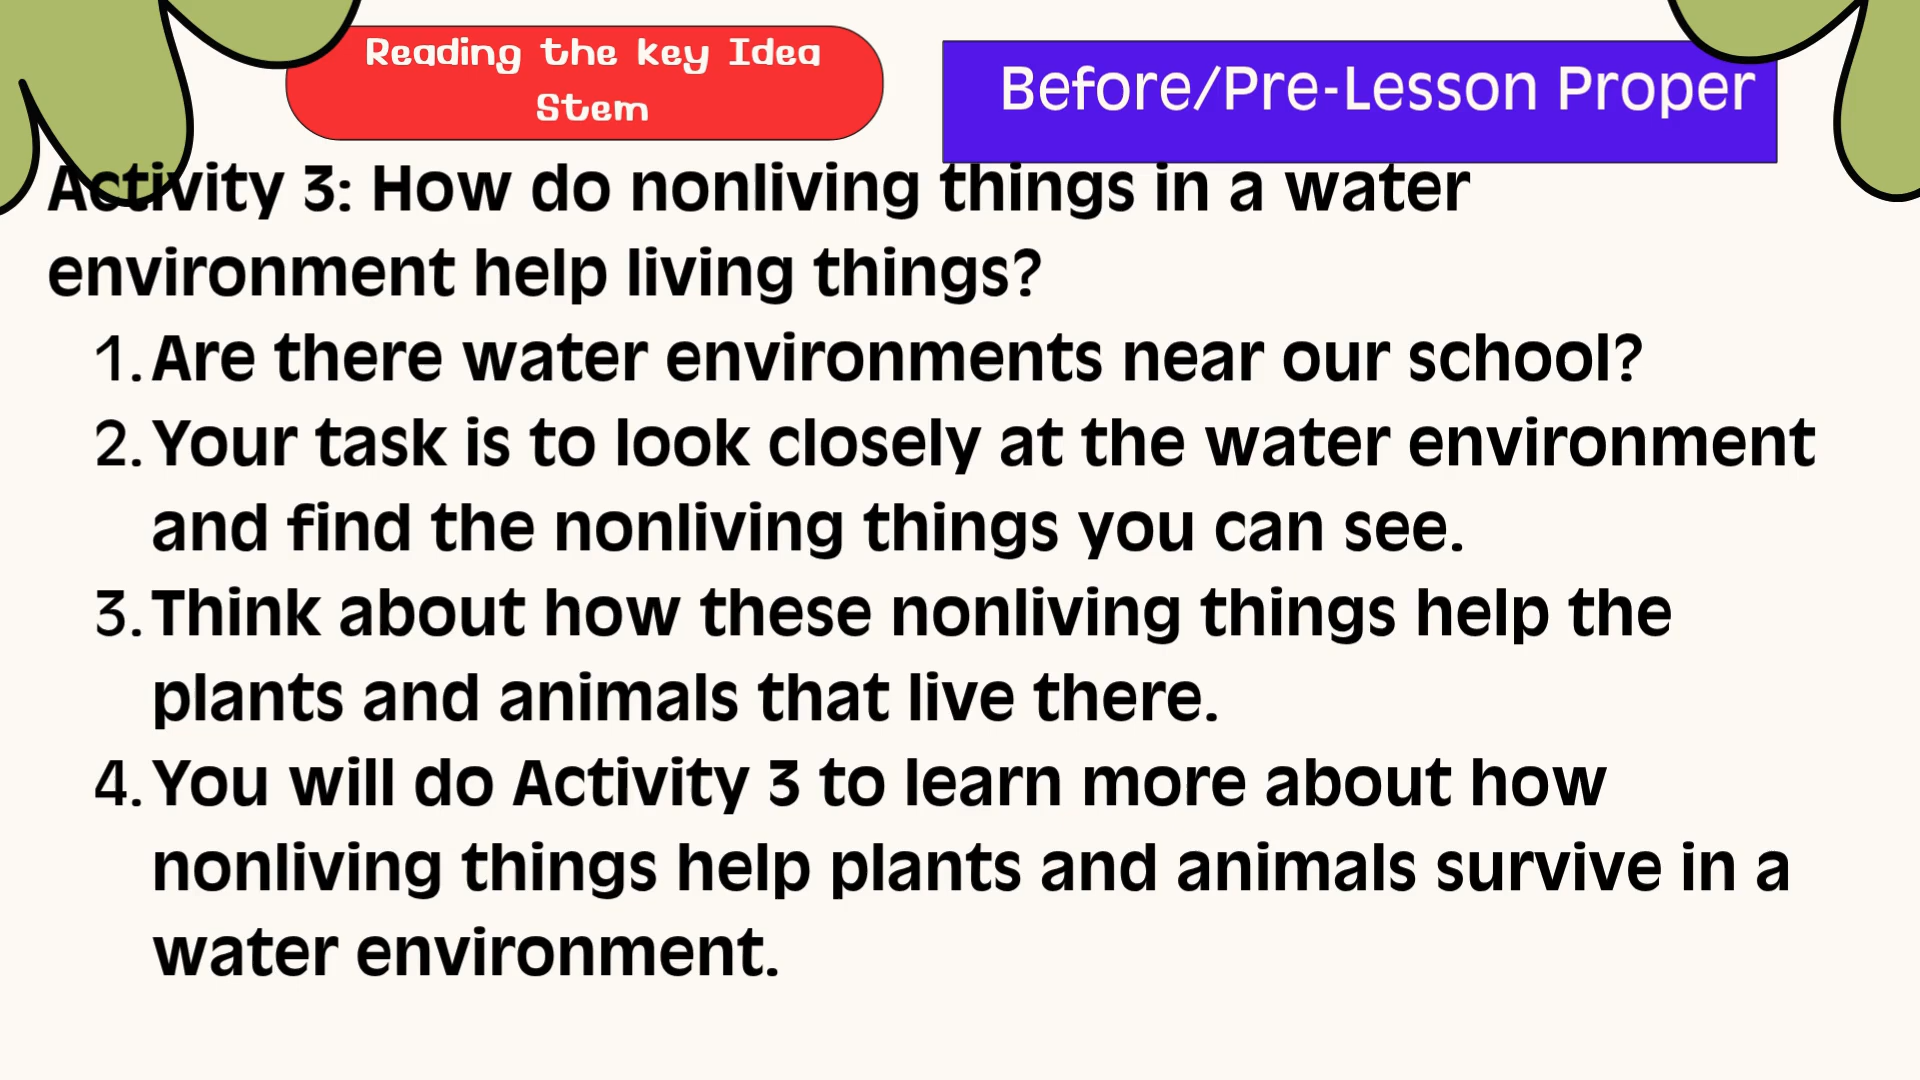 Reading the key Idea
Stem
Before/Pre-Lesson Proper
Activity 3: How do nonliving things in a water
environment help living things?
1. Are there water environments near our school?
2. Your task is to look closely at the water environment
and find the nonliving things you can see.
3. Think about how these nonliving things help the
plants and animals that live there.
4. You will do Activity 3 to learn more about how
nonliving things help plants and animals survive in a
water environment.